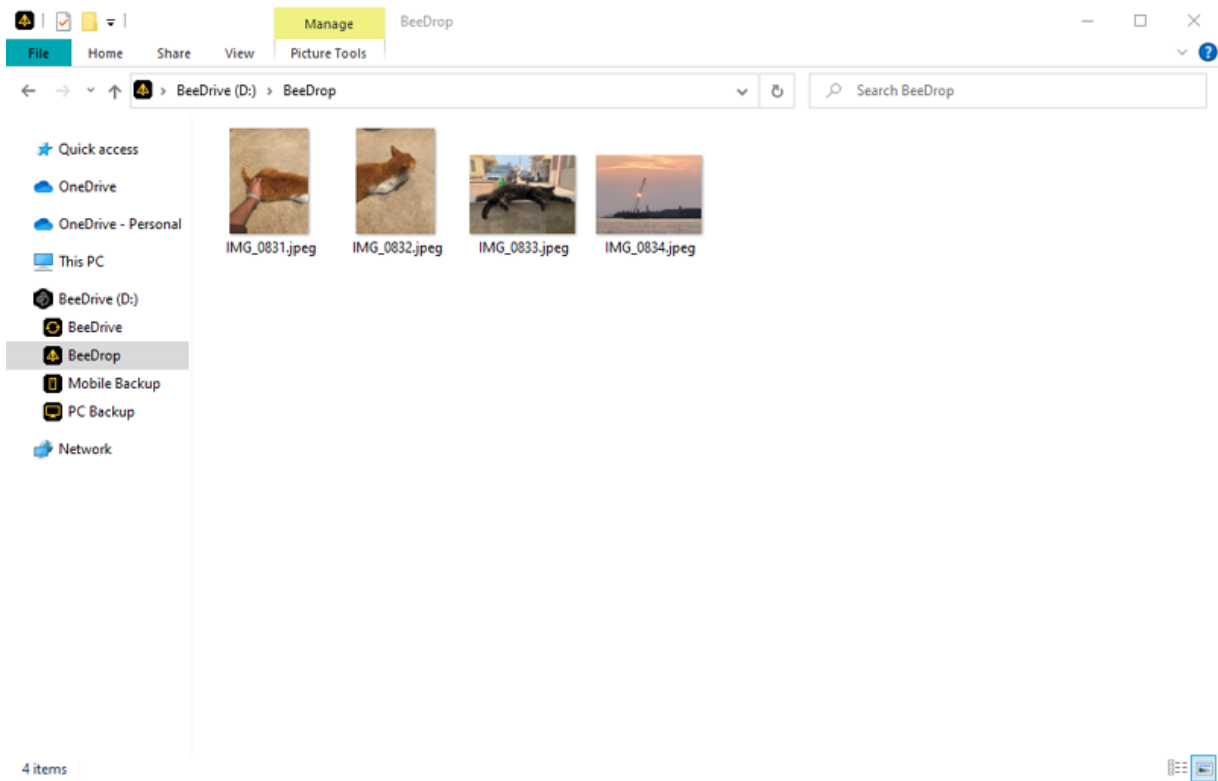 Manage
BeeDrop
File
Home
Share
View
Picture Tools
BeeDrive (D:)
BeeDrop
Search BeeDrop
Quick access
OneDrive
OneDrive - Personal
This PC
BeeDrive (D:)
BeeDrive
BeeDrop
Mobile Backup
PC Backup
Network
IMG_0831.jpeg
IMG_0832.jpeg
IMG_0833.jpeg
IMG_0834.jpeg
4 items